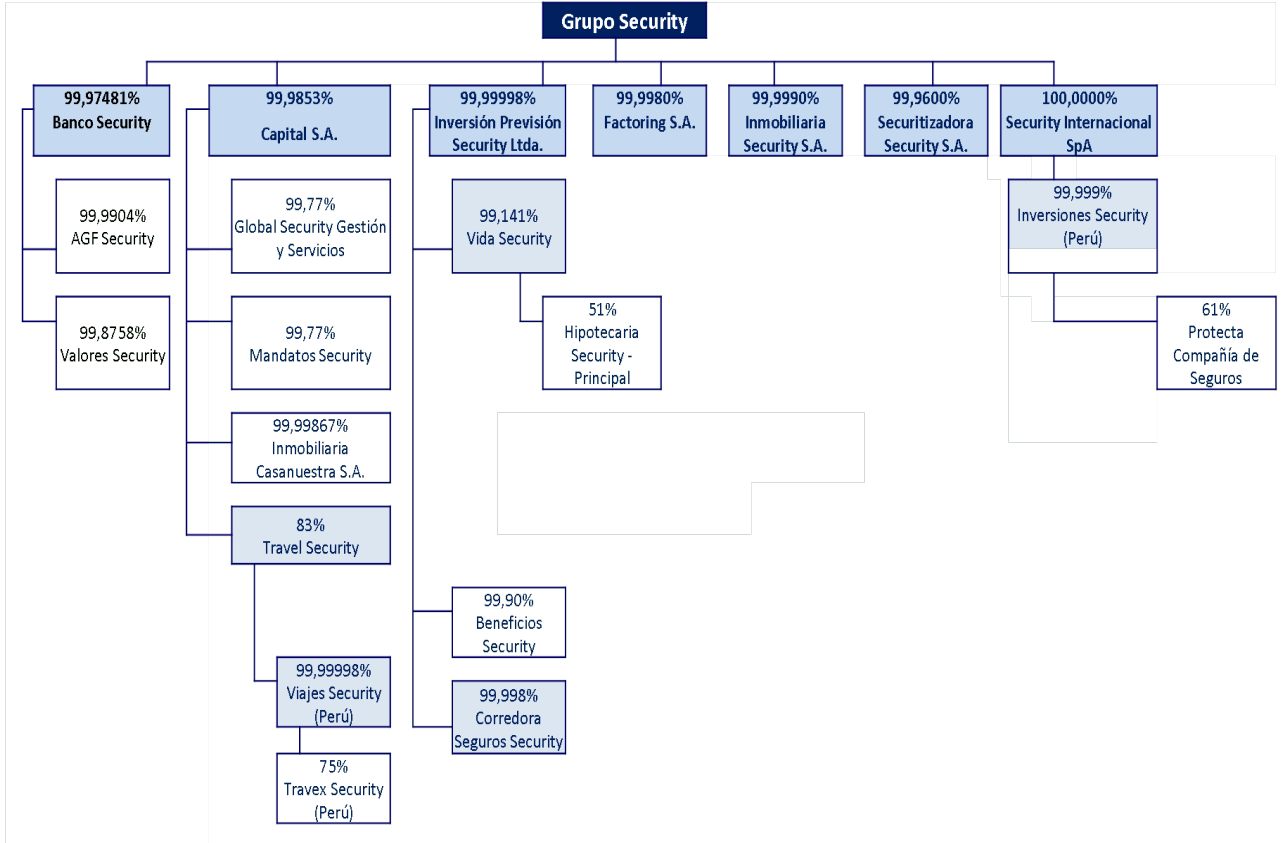 Grupo Security
99,97481%
Banco Security
99,9853%
Capital S.A.
99,99998%
Inversión Previsión
Security Ltda.
99,9980%
Factoring S.A.
99,9990%
Inmobiliaria
Security S.A.
99,9600%
Securitizadora
Security S.A.
100,0000%
Security Internacional
SpA
99,9904%
AGF Security
99,77%
Global Security Gestión
y Servicios
99,141%
Vida Security
99,999%
Inversiones Security
(Perú)
99,8758%
Valores Security
99,77%
Mandatos Security
51%
Hipotecaria
Security -
Principal
61%
Protecta
Compañía de
Seguros
99,99867%
Inmobiliaria
Casanuestra S.A.
83%
Travel Security
99,90%
Beneficios
Security
99,99998%
Viajes Security
(Perú)
99,998%
Corredora
Seguros Security
75%
Travex Security
(Perú)